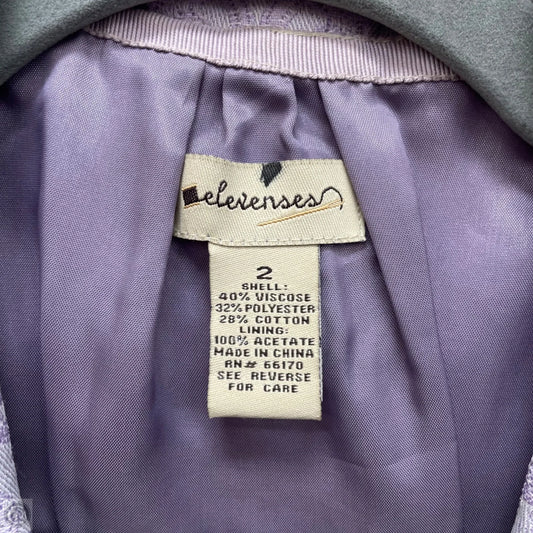 elevenses
2
SHELL:
40% VISCOSE
32% POLYESTER
28% COTTON
LINING:
100% ACETATE
MADE IN CHINA
RN# 66170
SEE REVERSE
FOR CARE